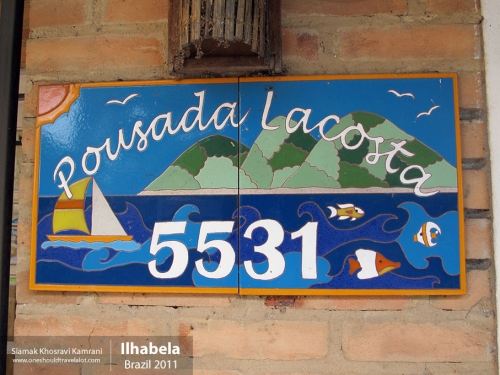 Pousada Lacosta
5531
Siamak Khosravi Kamrani
www.oneshouldtravelalot.com
Ilhabela
Brazil 2011